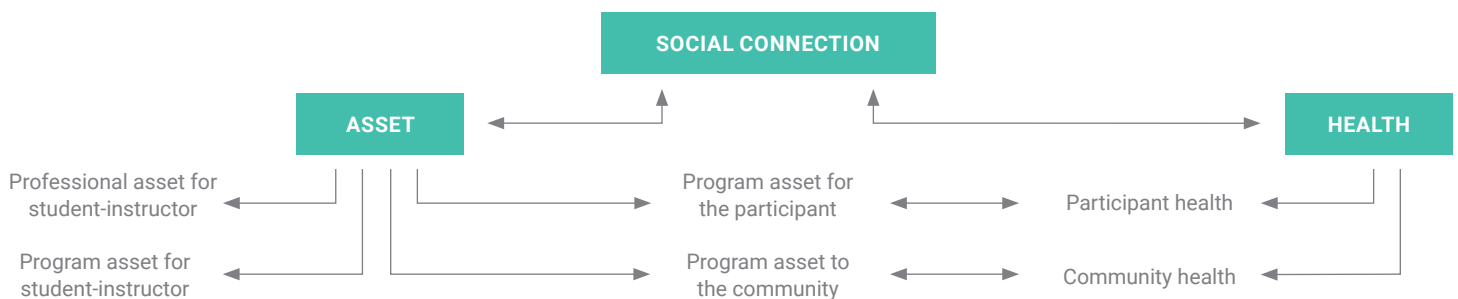 SOCIAL CONNECTION
ASSET
HEALTH
Professional asset for
student-instructor
Program asset for
the participant
Participant health
Program asset for
student-instructor
Program asset to
the community
Community health